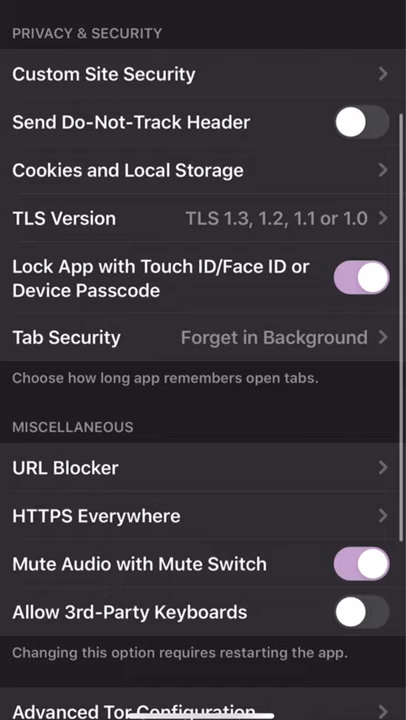 PRIVACY & SECURITY
Custom Site Security
Send Do-Not-Track Header
Cookies and Local Storage
TLS Version TLS 1.3, 1.2, 1.1 or 1.0
Lock App with Touch ID/Face ID or
Device Passcode
Tab Security Forget in Background
Choose how long app remembers open tabs.
MISCELLANEOUS
URL Blocker
HTTPS Everywhere
Mute Audio with Mute Switch
Allow 3rd-Party Keyboards
Changing this option requires restarting the app.
Advanced Tor Configuration